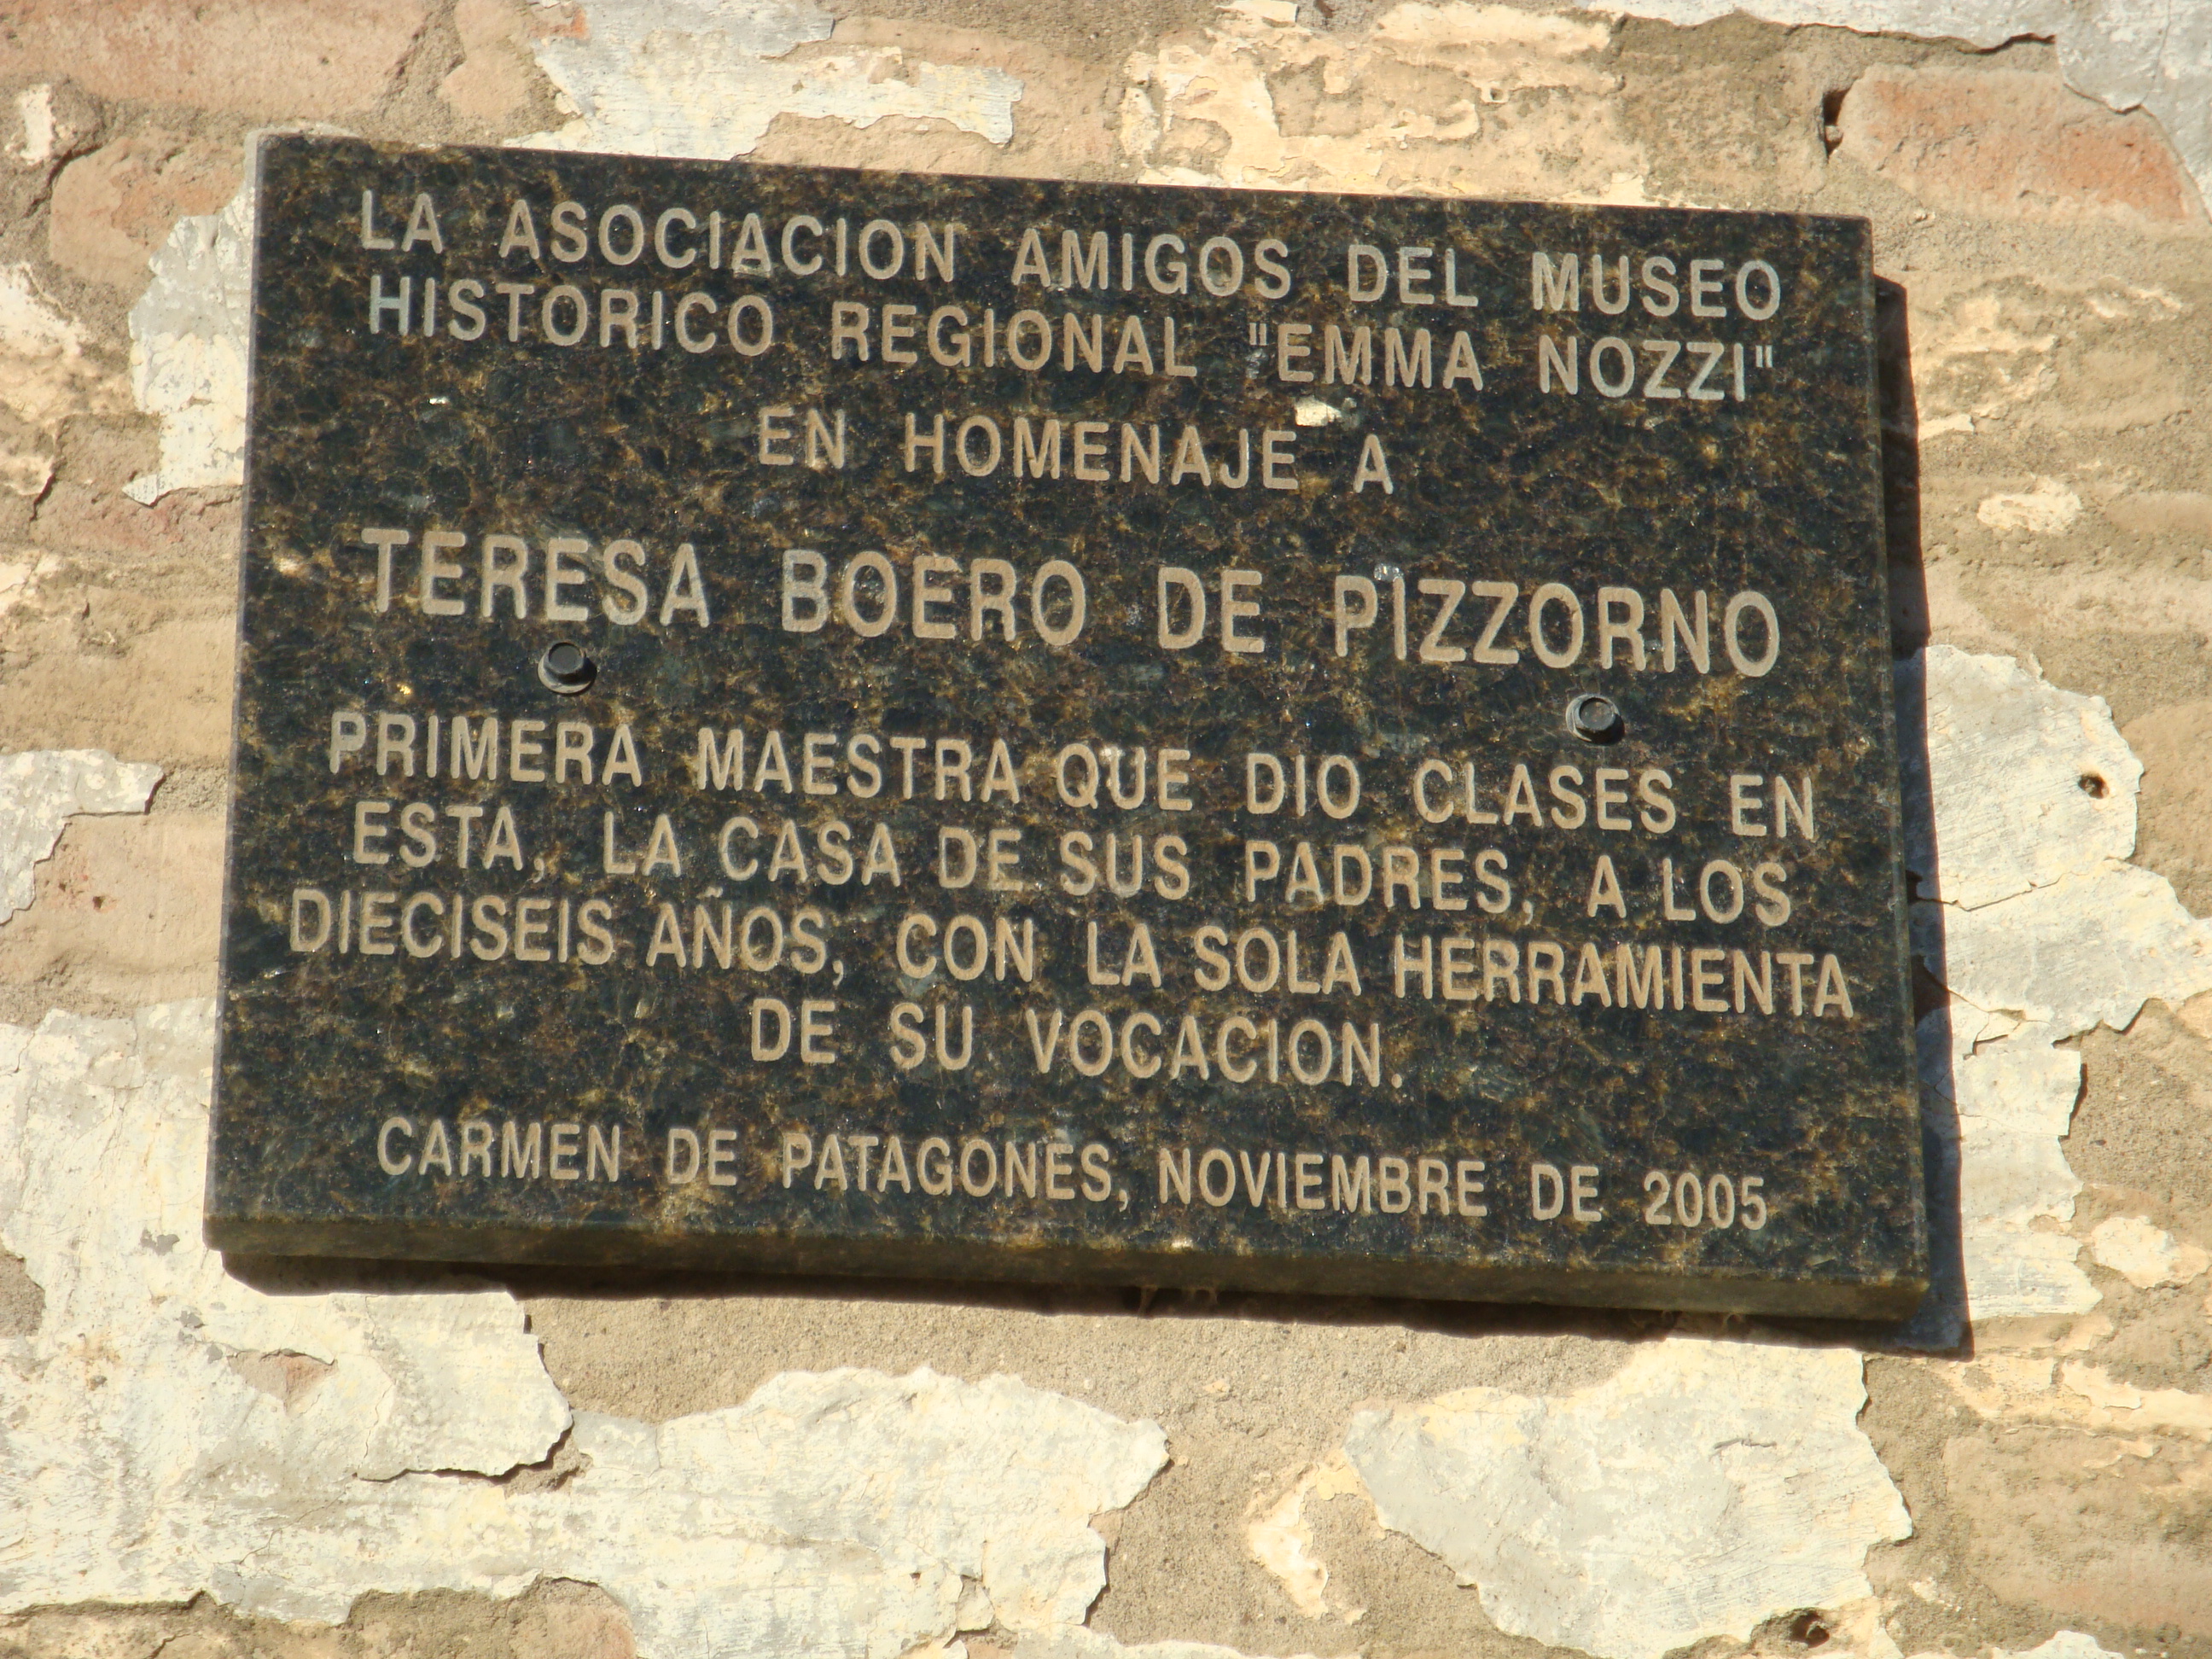 LA ASOCIACION AMIGOS DEL MUSEO
HISTORICO REGIONAL "EMMA NOZZI"
EN HOMENAJE A
TERESA BOERO DE PIZZORNO
PRIMERA MAESTRA QUE DIO CLASES EN
ESTA, LA CASA DE SUS PADRES, A LOS
DIECISEIS AÑOS, CON LA SOLA HERRAMIENTA
DE SU VOCACION.
CARMEN DE PATAGONES, NOVIEMBRE DE 2005